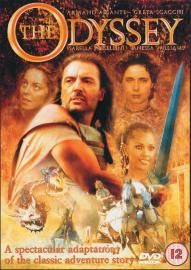 ARMAND ASSANTE GRETA SCACCHI
THE ODYSSEY
ISABELLA ROSSELLINI VANESSA WILLIAMS
A spectacular adaptation
of the classic adventure story
DVD
12